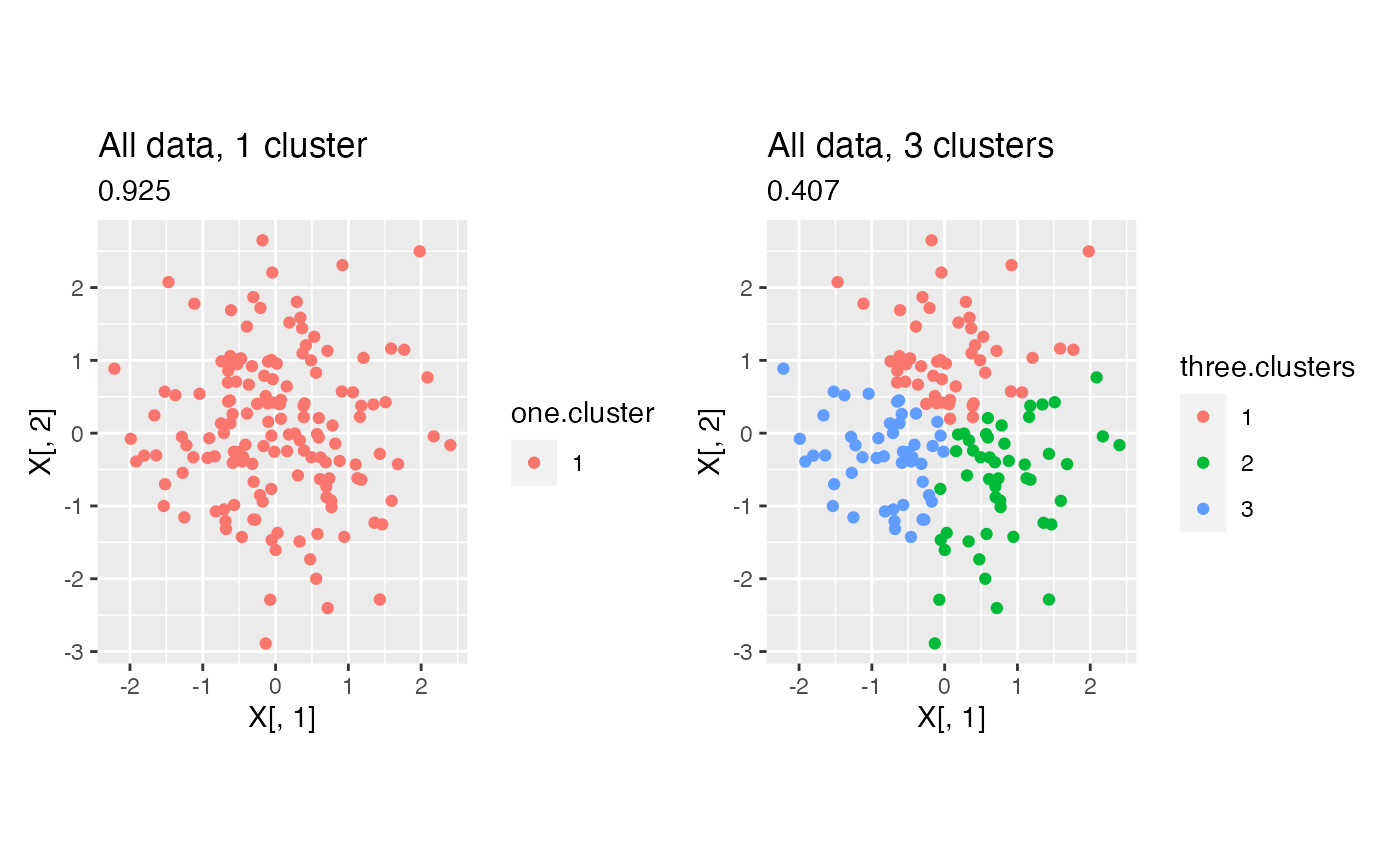 All data, 1 cluster
0.925
X[, 2]
2
1
0
-1
-2
-3
-2 -1 0 1 2
X[, 1]
one.cluster
1
All data, 3 clusters
0.407
X[, 2]
2
1
0
-1
-2
-3
-2 -1 0 1 2
X[, 1]
three.clusters
1
2
3